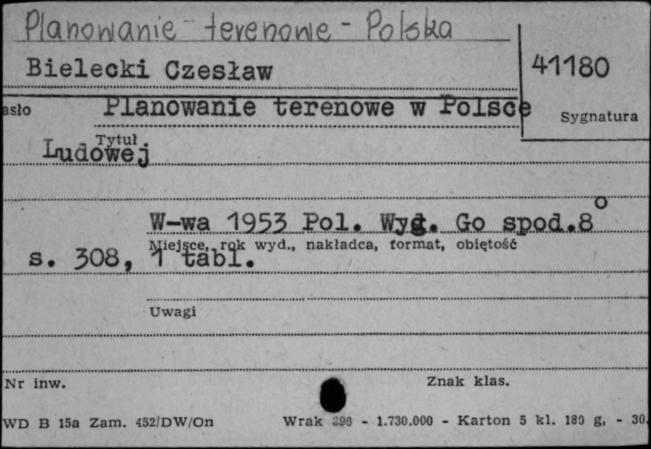 Planowanie terenowe - Polska
Bielecki Czesław
41180
asło Planowanie terenowe w Polsce
Sygnatura
Tytuł
Ludowej
W-wa 1953 Pol. Wyd. Go spod.8°
Miejsce, rok wyd., nakładca, format, objętość
s. 308, 1 tabl.
Uwagi
Nr inw. Znak klas.
WD B 15a Zam. 452/DW/On Wrak 396 - 1.730.000 - Karton 5 kl. 180 g. - 30.